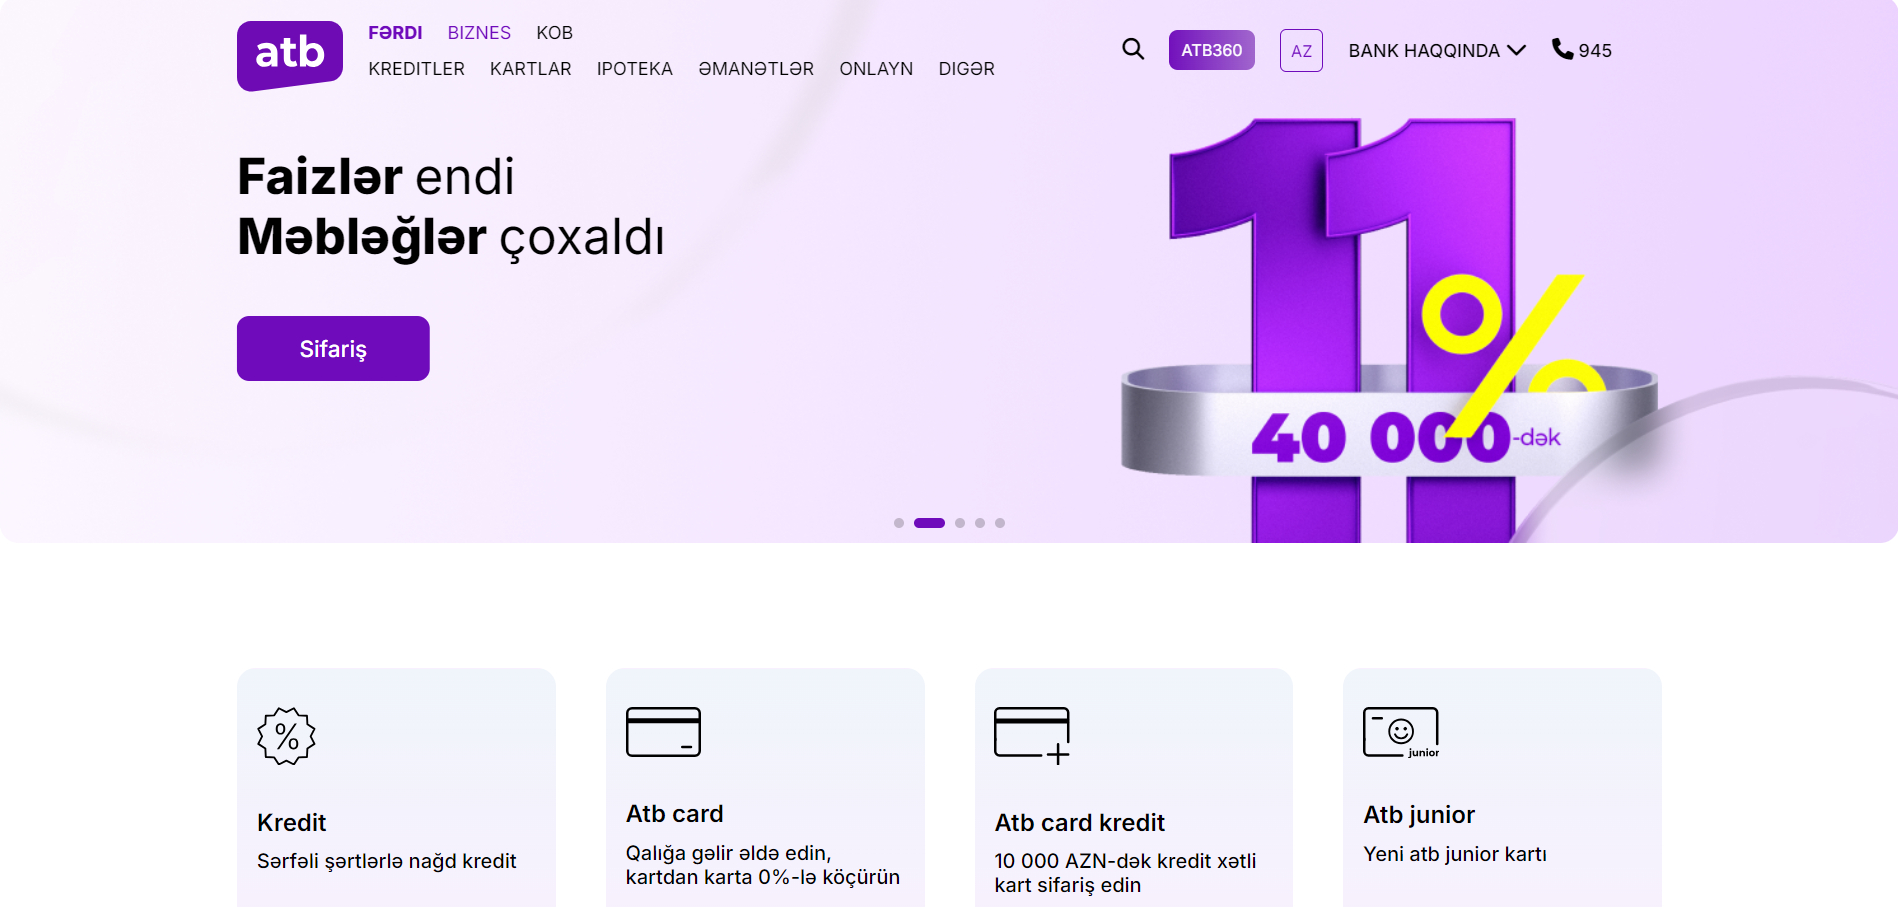 atb
FƏRDI BIZNES KOB
KREDITLER KARTLAR IPOTEKA ƏMANƏTLƏR ONLAYN DIGƏR
ATB360
AZ
BANK HAQQINDA
945
Faizlər endi
Məbləğlər çoxaldı
Sifariş
11%
40 000-dək
%
Kredit
Sərfəli şərtlərlə nağd kredit
Atb card
Qalığa gəlir əldə edin,
kartdan karta 0%-lə köçürün
Atb card kredit
10 000 AZN-dək kredit xətli
kart sifariş edin
junior
Atb junior
Yeni atb junior kartı